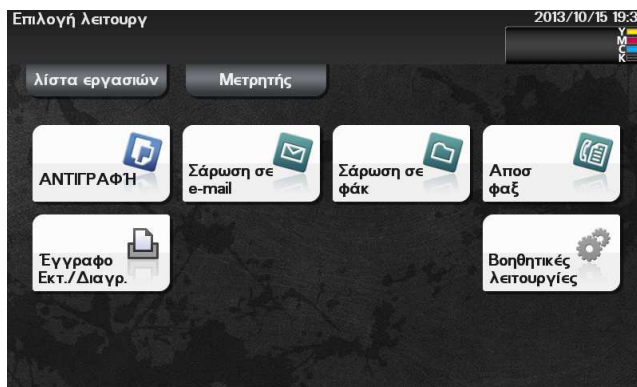 Επιλογή λειτουργ
2013/10/15 19:3
Y
M
C
K
λίστα εργασιών
Μετρητής
ΑΝΤΙΓΡΑΦΉ
Σάρωση σε
e-mail
Σάρωση σε
φάκ
Αποσ
φαξ
Έγγραφο
Εκτ./Διαγρ.
Βοηθητικές
λειτουργίες